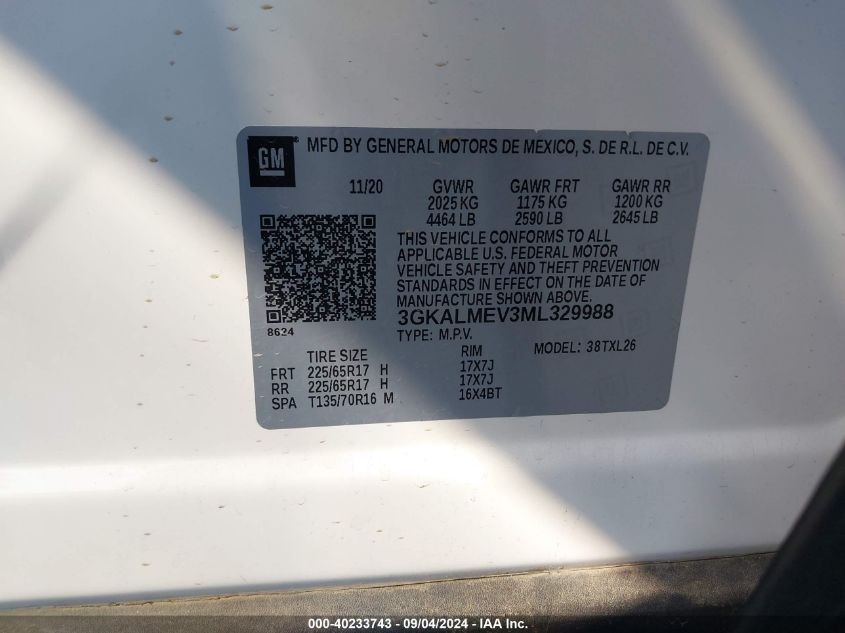 GM
MFD BY GENERAL MOTORS DE MEXICO, S. DE R.L. DE C.V.
11/20 GVWR GAWR FRT GAWR RR
2025 KG 1175 KG 1200 KG
4464 LB 2590 LB 2645 LB
THIS VEHICLE CONFORMS TO ALL
APPLICABLE U.S. FEDERAL MOTOR
VEHICLE SAFETY AND THEFT PREVENTION
STANDARDS IN EFFECT ON THE DATE OF
MANUFACTURE SHOWN ABOVE.
3GKALMEV3ML329988
8634
TYPE: M.P.V. MODEL: 38TXL26
TIRE SIZE RIM
FRT 225/65R17 H 17X7J
RR 225/65R17 H 17X7J
SPA T135/70R16 M 16X4BT
000-40233743 - 09/04/2024 - IAA Inc.